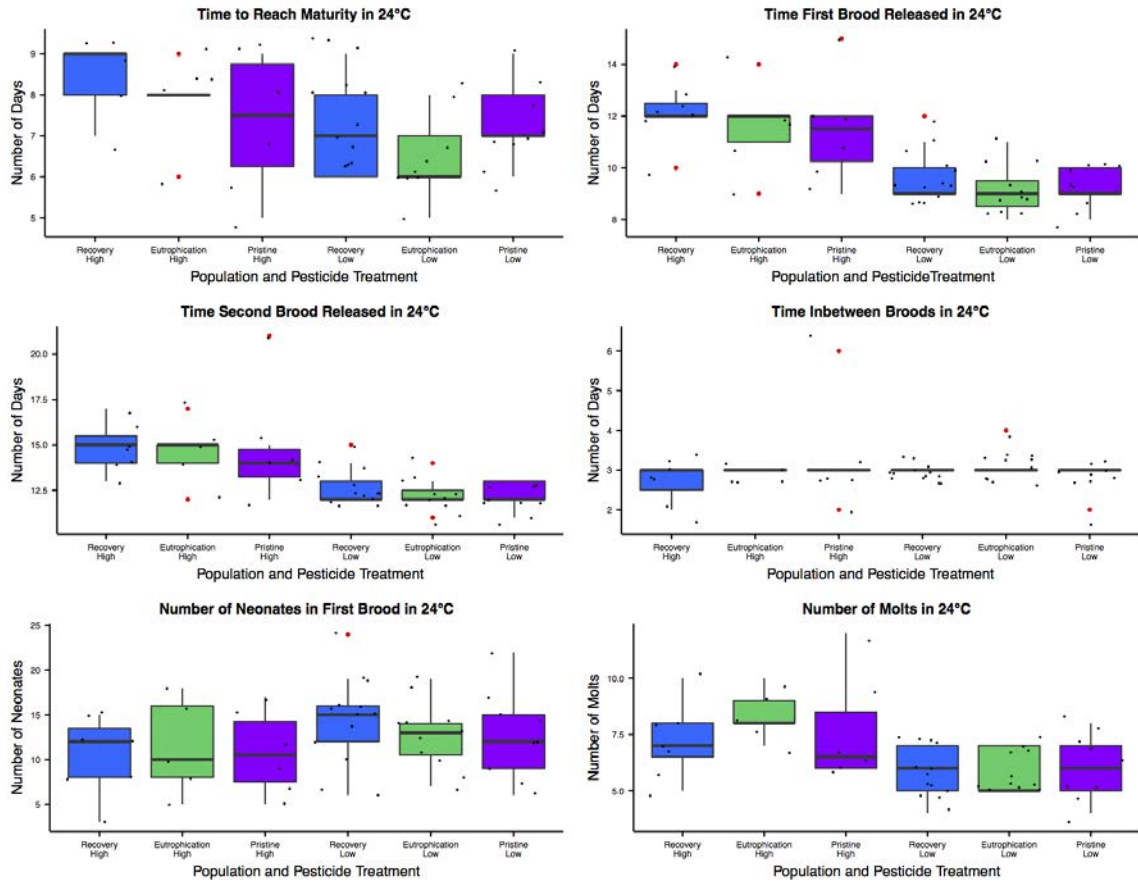 Time to Reach Maturity in 24°C
Number of Days
9
8
7
6
5
Recovery High
Eutrophication High
Pristine High
Recovery Low
Eutrophication Low
Pristine Low
Population and Pesticide Treatment
Time First Brood Released in 24°C
Number of Days
14
12
10
8
Recovery High
Eutrophication High
Pristine High
Recovery Low
Eutrophication Low
Pristine Low
Population and PesticideTreatment
Time Second Brood Released in 24°C
Number of Days
20.0
17.5
15.0
12.5
Recovery High
Eutrophication High
Pristine High
Recovery Low
Eutrophication Low
Pristine Low
Population and Pesticide Treatment
Time Inbetween Broods in 24°C
Number of Days
6
5
4
3
2
Recovery High
Eutrophication High
Pristine High
Recovery Low
Eutrophication Low
Pristine Low
Population and Pesticide Treatment
Number of Neonates in First Brood in 24°C
Number of Neonates
25
20
15
10
5
Recovery High
Eutrophication High
Pristine High
Recovery Low
Eutrophication Low
Pristine Low
Population and Pesticide Treatment
Number of Molts in 24°C
Number of Molts
10.0
7.5
5.0
Recovery High
Eutrophication High
Pristine High
Recovery Low
Eutrophication Low
Pristine Low
Population and Pesticide Treatment